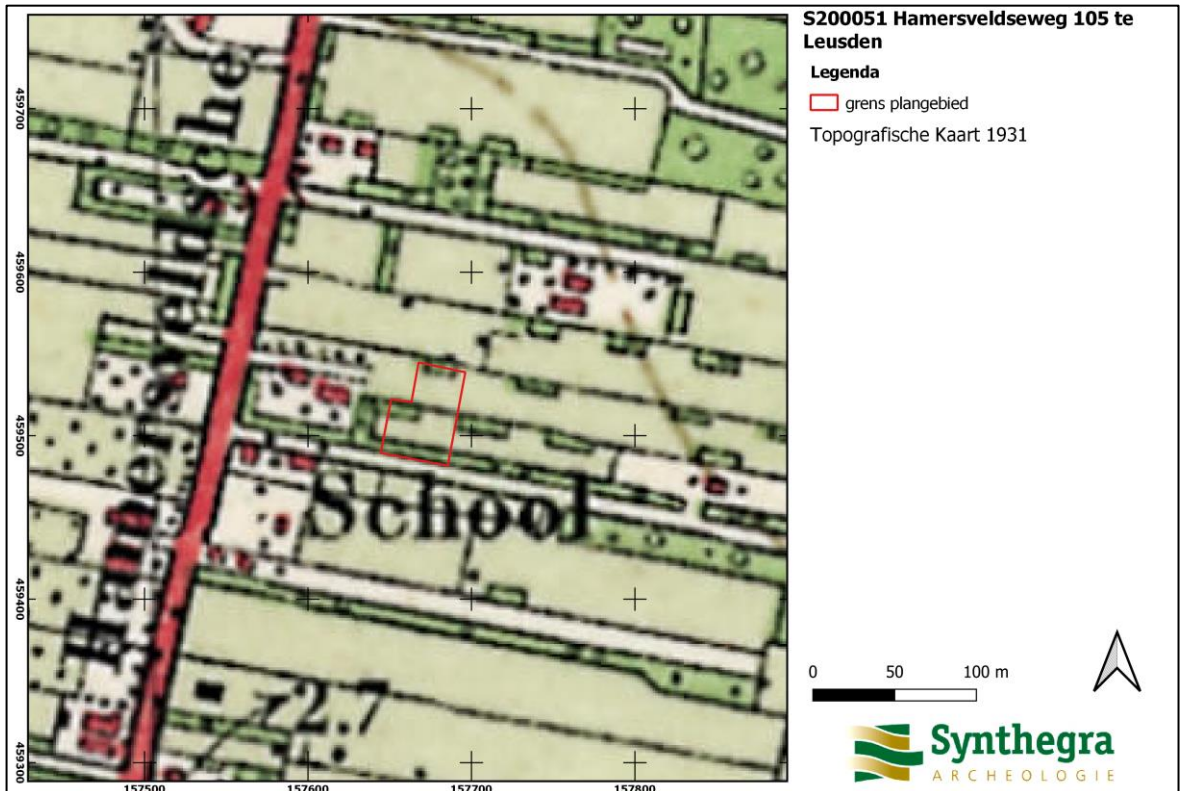 S200051 Hamersveldseweg 105 te
Leusden
Legenda
grens plangebied
Topografische Kaart 1931
Hamersveldsche
School
2.7
459700
459600
459500
459400
459300
157500
157600
157700
157800
0 50 100 m
Synthegra
ARCHEOLOGIE